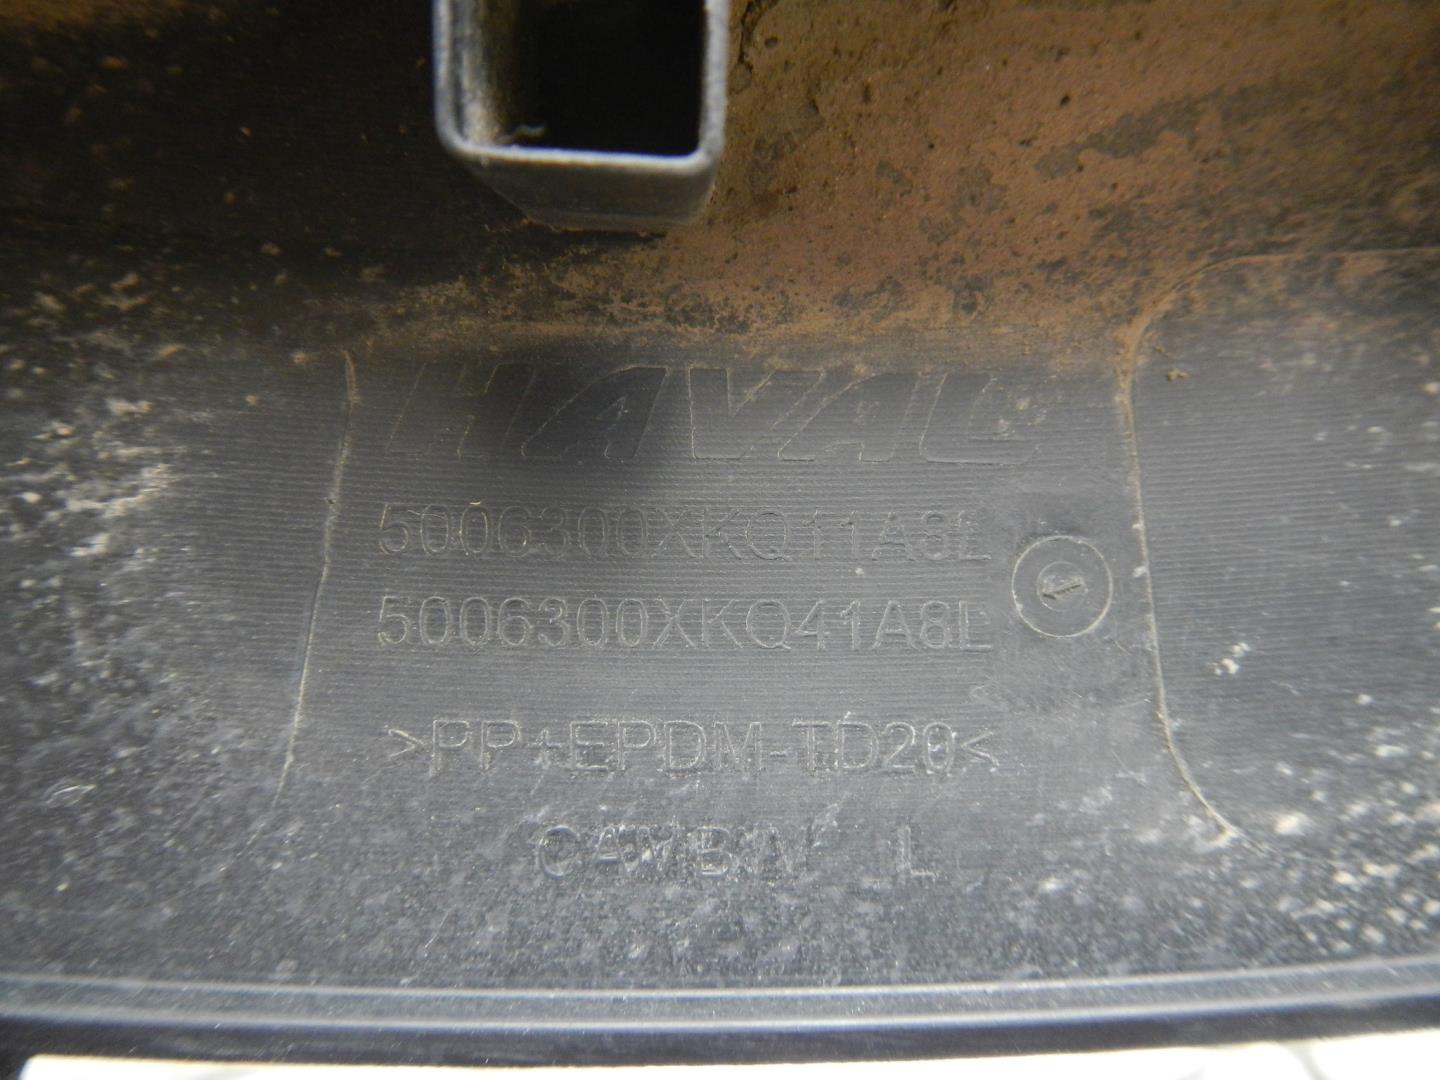 HAVAL
5006300XKQ11A8L
5006300XKQ41A8L
>PP+EPDM-TD20<
L